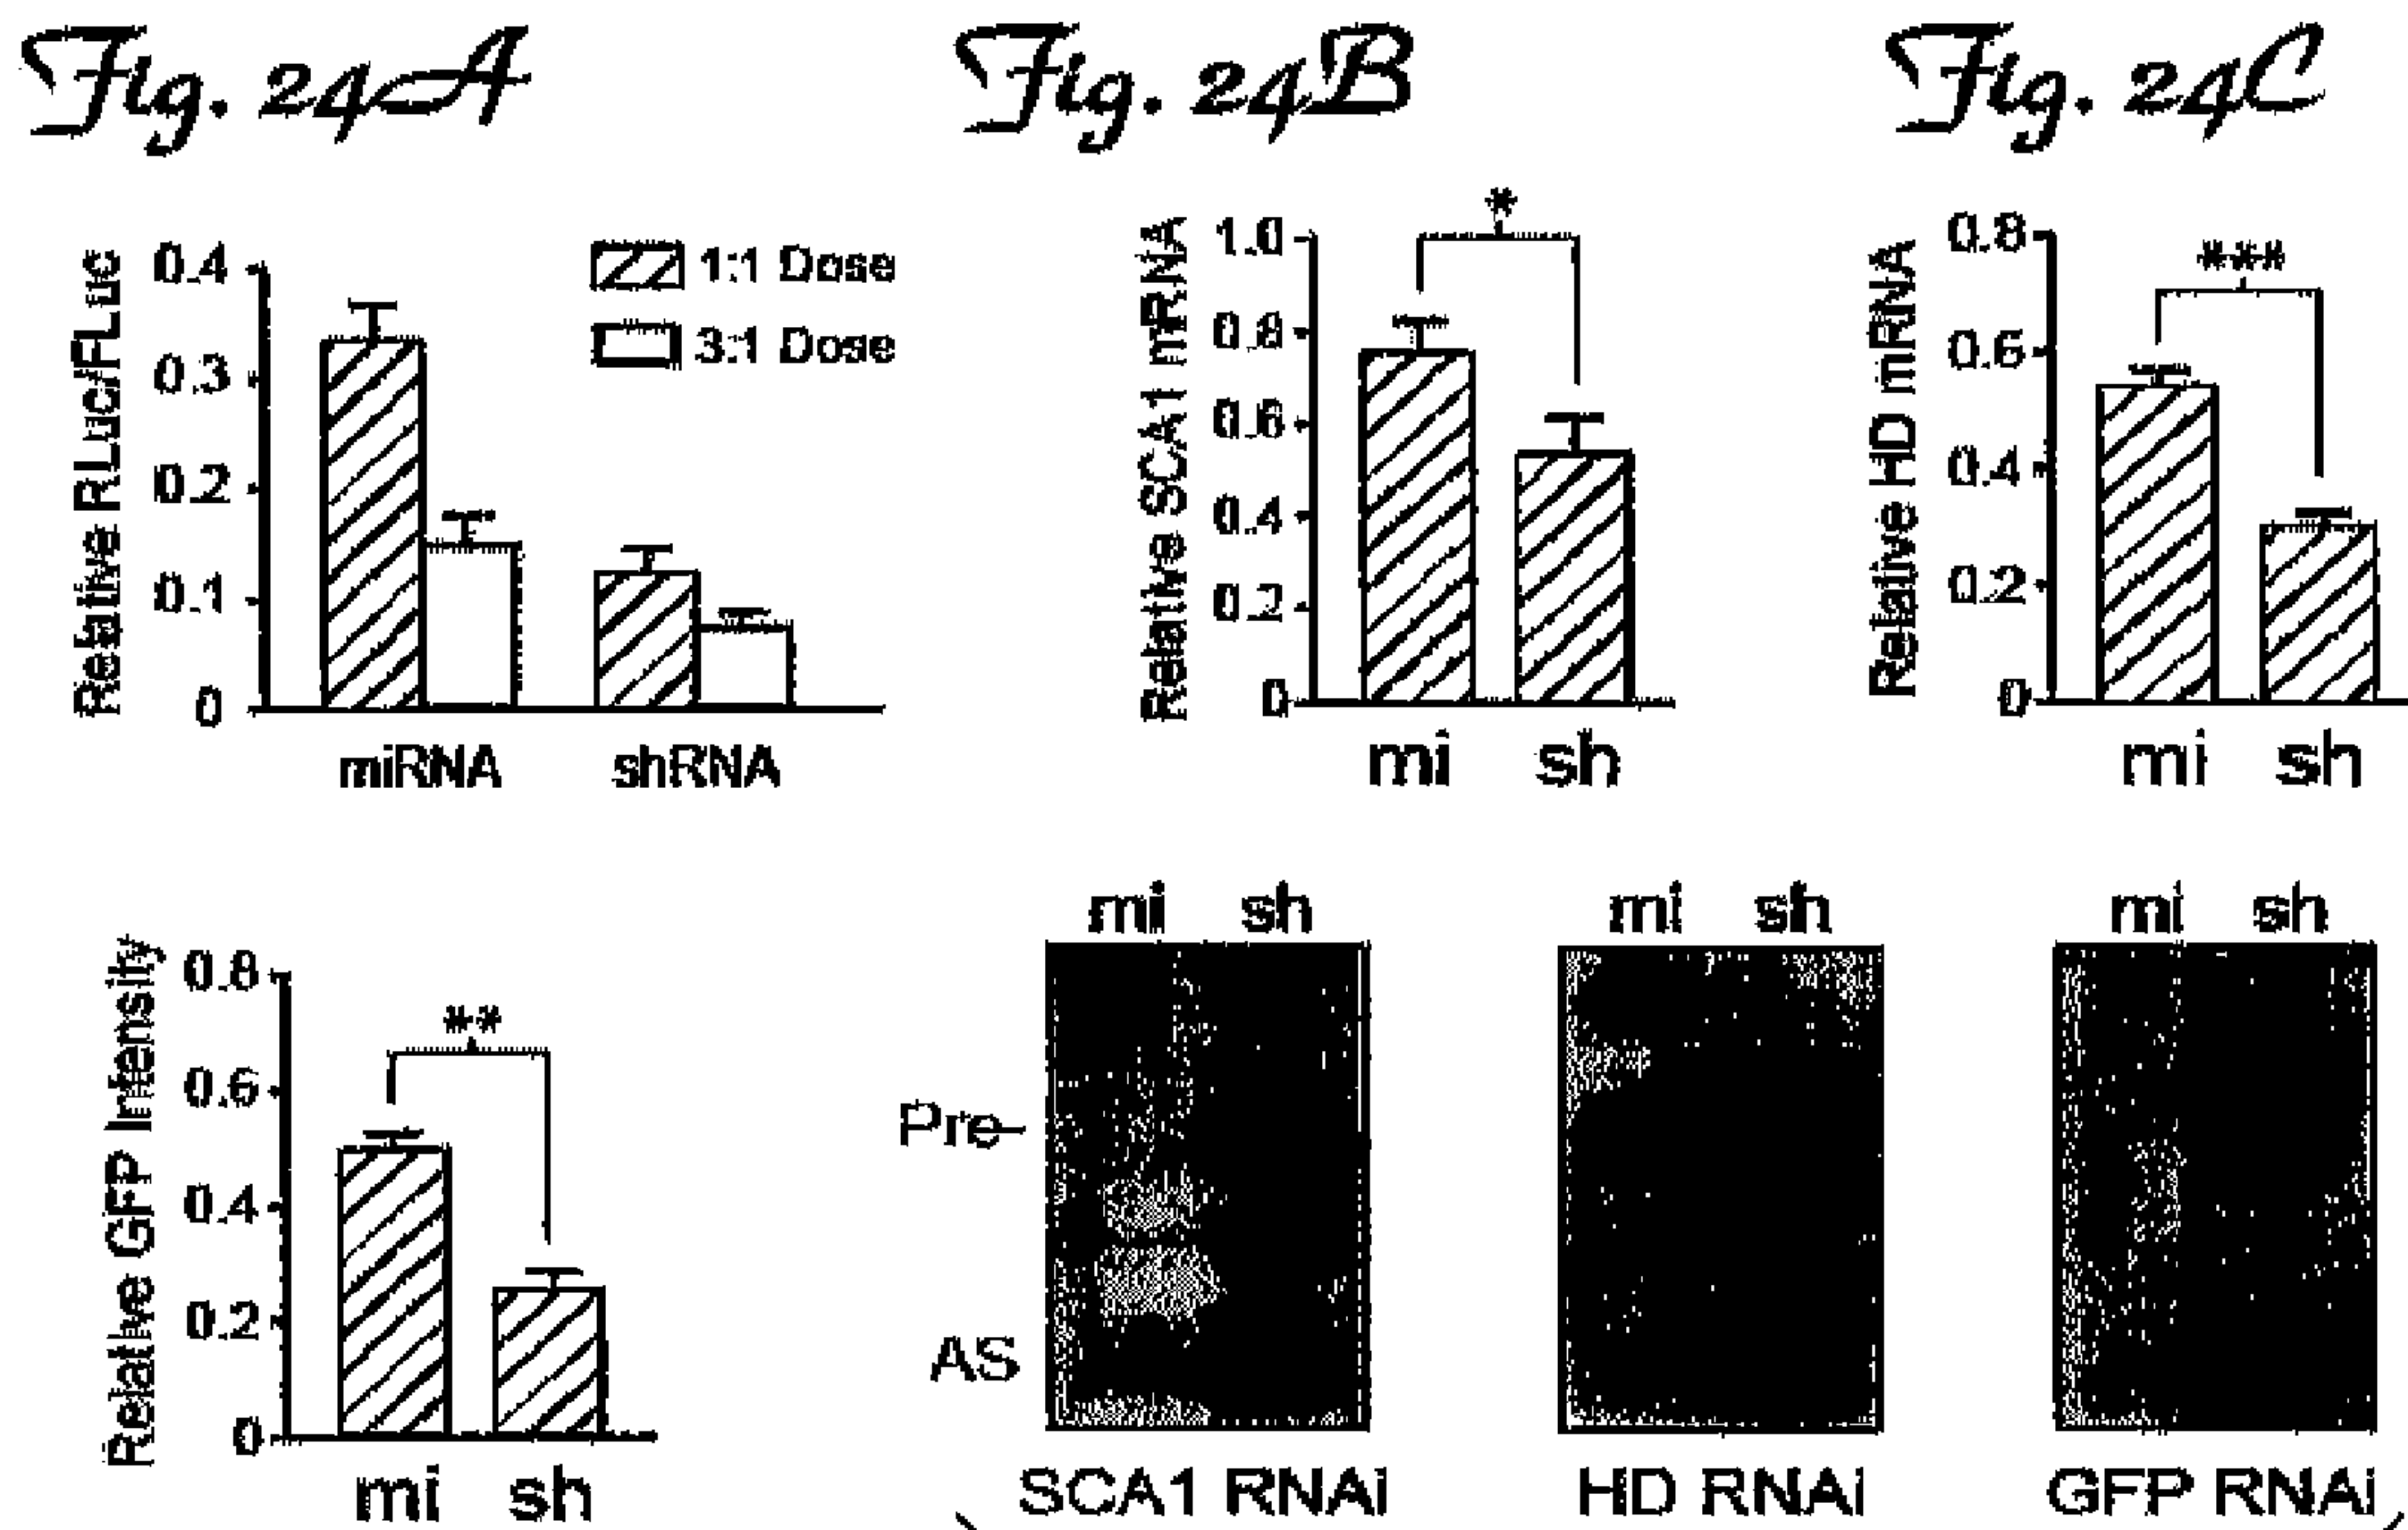 Fig. 24A
Relative RLuc/FLuc
0.4
0.3
0.2
0.1
0
1:1 Dose
3:1 Dose
miRNA shRNA
Fig. 24B
Relative SCA1 mRNA
1.0
0.8
0.6
0.4
0.2
0
*
mi sh
Fig. 24C
Relative HD mRNA
0.8
0.6
0.4
0.2
0
***
mi sh
Relative GFP Intensity
0.8
0.6
0.4
0.2
0
**
mi sh
mi sh
mi sh
mi sh
Pre
AS
SCA1 RNAi
HD RNAi
GFP RNAi